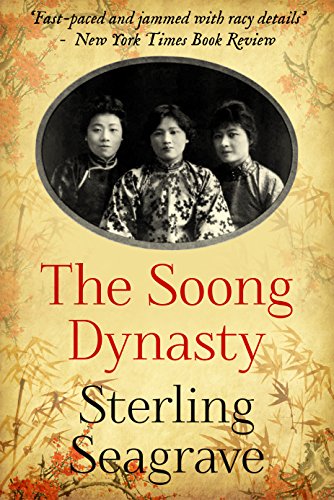 ‘Fast-paced and jammed with racy details’
- New York Times Book Review
The Soong
Dynasty
Sterling
Seagrave